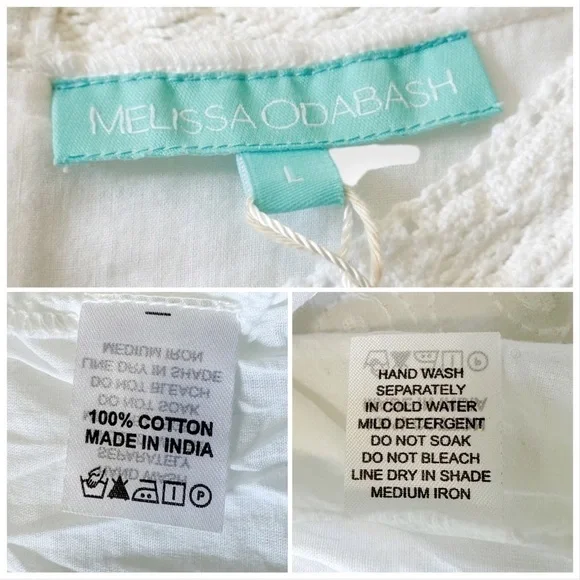 MELISSA ODABASH
L
100% COTTON
MADE IN INDIA
P
HAND WASH
SEPARATELY
IN COLD WATER
MILD DETERGENT
DO NOT SOAK
DO NOT BLEACH
LINE DRY IN SHADE
MEDIUM IRON